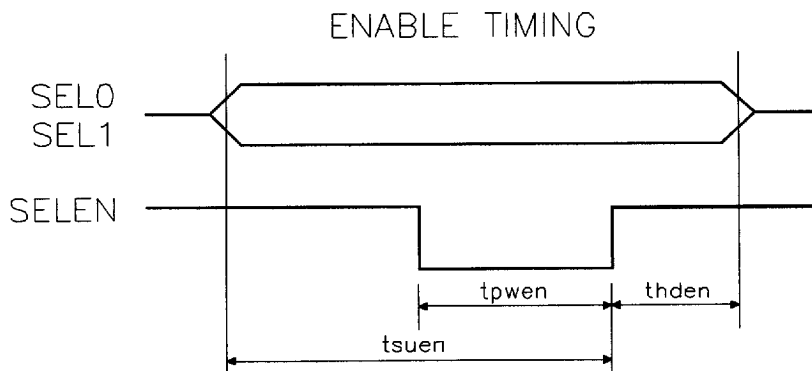 ENABLE TIMING
SEL0
SEL1
SELEN
tpwen
thden
tsuen